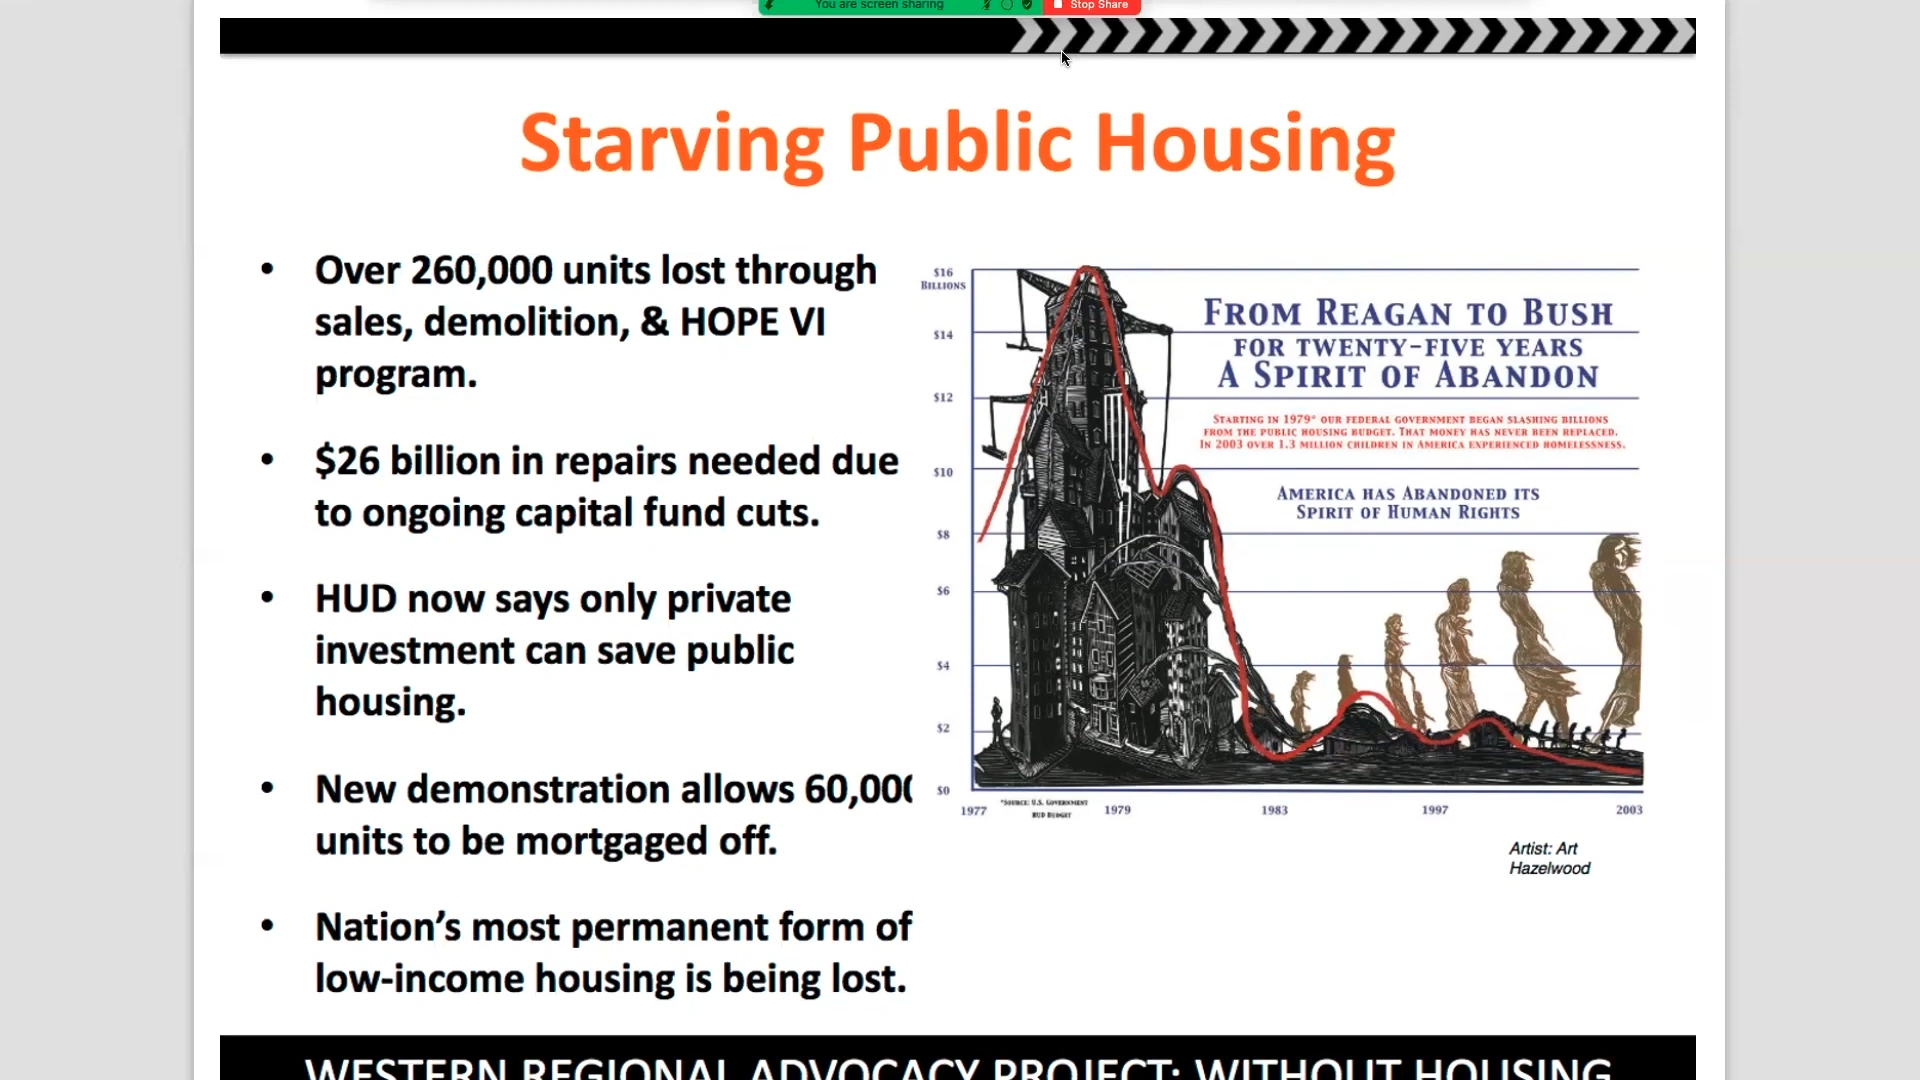 You are screen sharing
Stop Share
Starving Public Housing
• Over 260,000 units lost through
sales, demolition, & HOPE VI
program.
• $26 billion in repairs needed due
to ongoing capital fund cuts.
• HUD now says only private
investment can save public
housing.
• New demonstration allows 60,000
units to be mortgaged off.
• Nation’s most permanent form of
low-income housing is being lost.
$16
BILLIONS
$14
$12
$10
$8
$6
$4
$2
$0
FROM REAGAN TO BUSH
FOR TWENTY-FIVE YEARS
A SPIRIT OF ABANDON
STARTING IN 1979* OUR FEDERAL GOVERNMENT BEGAN SLASHING BILLIONS
FROM THE PUBLIC HOUSING BUDGET. THAT MONEY HAS NEVER BEEN REPLACED.
IN 2003 OVER 1.3 MILLION CHILDREN IN AMERICA EXPERIENCED HOMELESSNESS.
AMERICA HAS ABANDONED ITS
SPIRIT OF HUMAN RIGHTS
1977
*SOURCE: U.S. GOVERNMENT
HUD BUDGET
1979
1983
1997
2003
Artist: Art
Hazelwood
WESTERN REGIONAL ADVOCACY PROJECT: WITHOUT HOUSING